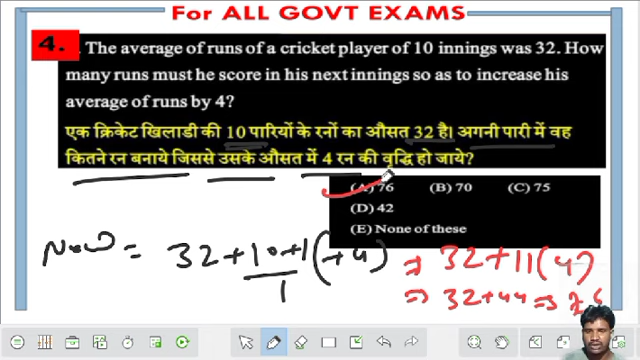 For ALL GOVT EXAMS
4.
The average of runs of a cricket player of 10 innings was 32. How
many runs must he score in his next innings so as to increase his
average of runs by 4?
एक क्रिकेट खिलाडी की 10 पारियों के रनों का औसत 32 है। अगनी पारी में वह
कितने रन बनाये जिससे उसके औसत में 4 रन की वृद्धि हो जाये?
(A) 76 (B) 70 (C) 75
(D) 42
(E) None of these
New = 32+10+1(+4)
1
⇒ 32+11(4)
⇒ 32+44 ⇒ 76